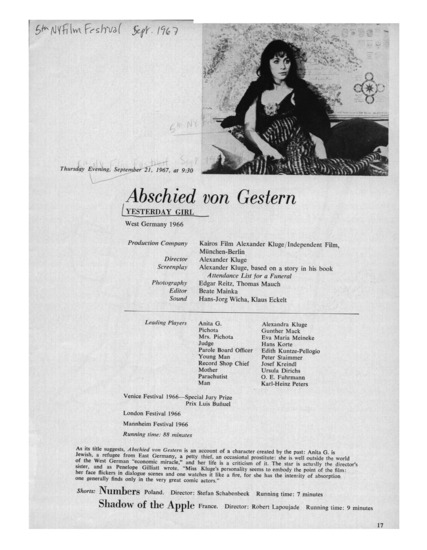 5th NYFilm Festival Sept. 1967
5th NY
Thursday Evening, September 21, 1967, at 9:30
Abschied von Gestern
YESTERDAY GIRL
West Germany 1966
Production Company Kairos Film Alexander Kluge/Independent Film,
München-Berlin
Director Alexander Kluge
Screenplay Alexander Kluge, based on a story in his book
Attendance List for a Funeral
Photography Edgar Reitz, Thomas Mauch
Editor Beate Mainka
Sound Hans-Jorg Wicha, Klaus Eckelt
Leading Players Anita G. Alexandra Kluge
Pichota Gunther Mack
Mrs. Pichota Eva Maria Meineke
Judge Hans Korte
Parole Board Officer Edith Kuntze-Pellogio
Young Man Peter Staimmer
Record Shop Chief Josef Kreindl
Mother Ursula Dirichs
Parachutist O. E. Fuhrmann
Man Karl-Heinz Peters
Venice Festival 1966—Special Jury Prize
Prix Luis Buñuel
London Festival 1966
Mannheim Festival 1966
Running time: 88 minutes
As its title suggests, Abschied von Gestern is an account of a character created by the past: Anita G. is
Jewish, a refugee from East Germany, a petty thief, an occasional prostitute: she is well outside the world
of the West German "economic miracle," and her life is a criticism of it. The star is actually the director's
sister, and as Penelope Gilliatt wrote, "Miss Kluge's personality seems to embody the point of the film:
her face flickers in dialogue scenes and one watches it like a fire, for she has the intensity of absorption
one generally finds only in the very great comic actors."
Shorts: Numbers Poland. Director: Stefan Schabenbeck Running time: 7 minutes
Shadow of the Apple France. Director: Robert Lapoujade Running time: 9 minutes
17